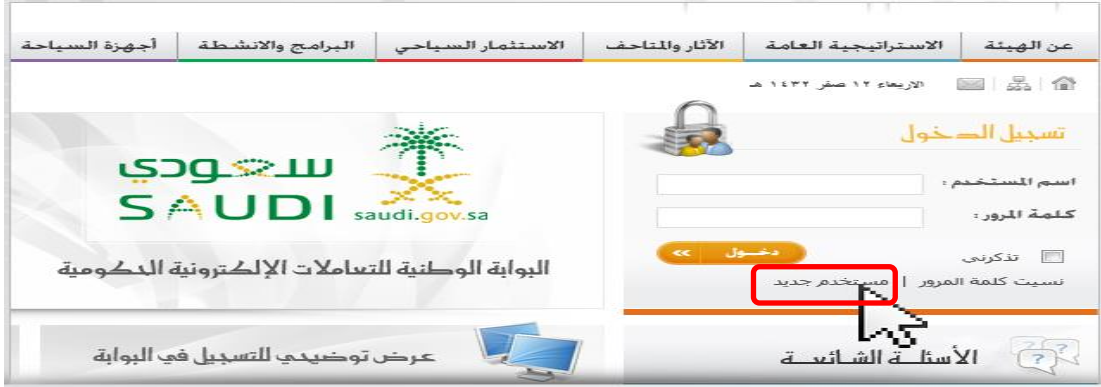 عن الهيئة الاستراتيجية العامة الآثار والمتاحف الاستثمار السياحي البرامج والانشطة أجهزة السياحة
الاربعاء ١٢ صفر ١٤٣٢ هـ
تسجيل الدخول
اسم المستخدم :
كلمة المرور :
تذكرنى
دخول >>
نسيت كلمة المرور | مستخدم جديد
سعودي
SAUDI
saudi.gov.sa
البوابة الوطنية للتعاملات الإلكترونية الحكومية
الأسئلة الشائعة
عرض توضيحي للتسجيل في البوابة